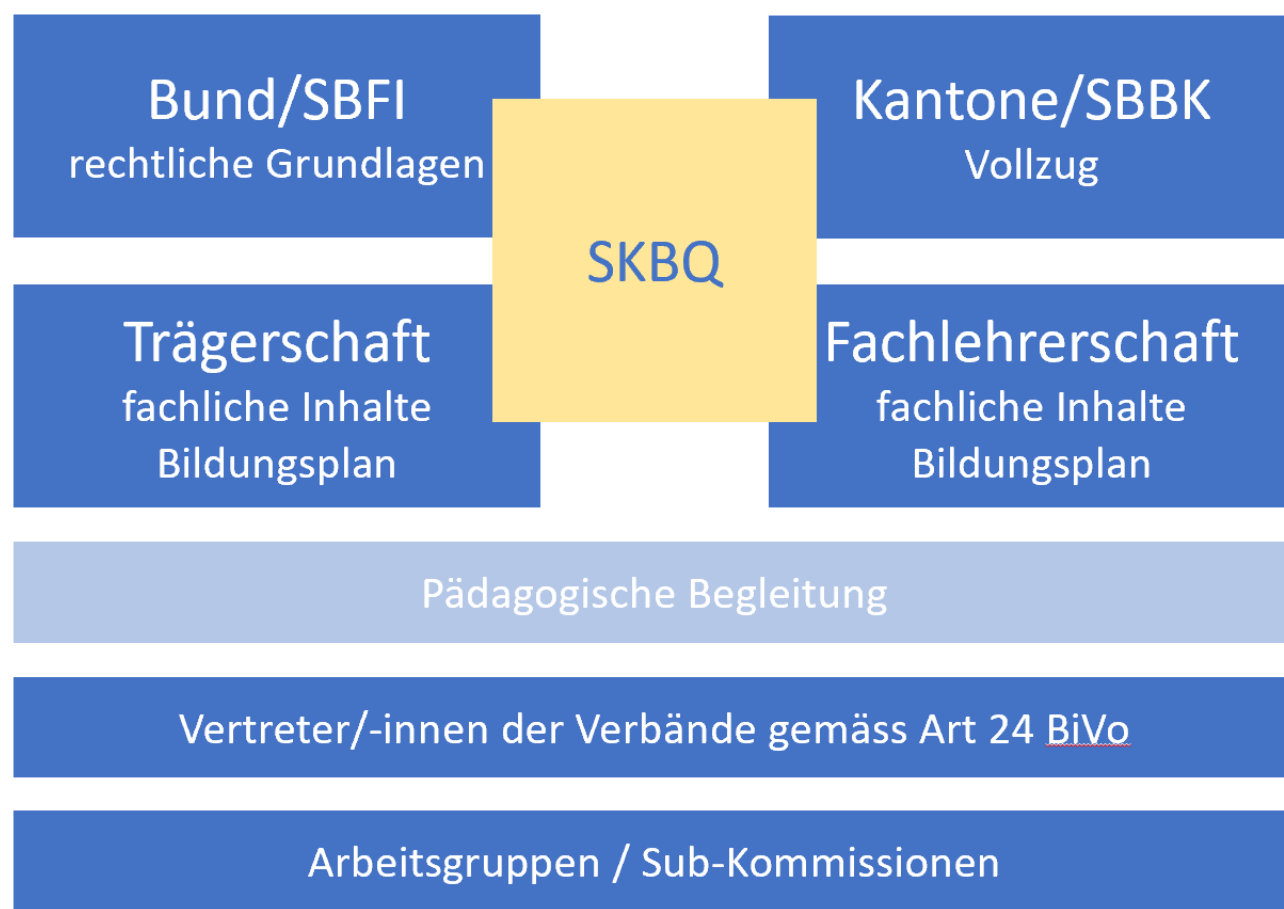 Bund/SBFI
rechtliche Grundlagen
Kantone/SBBK
Vollzug
SKBQ
Trägerschaft
fachliche Inhalte
Bildungsplan
Fachlehrerschaft
fachliche Inhalte
Bildungsplan
Pädagogische Begleitung
Vertreter/-innen der Verbände gemäss Art 24 BiVo
Arbeitsgruppen / Sub-Kommissionen